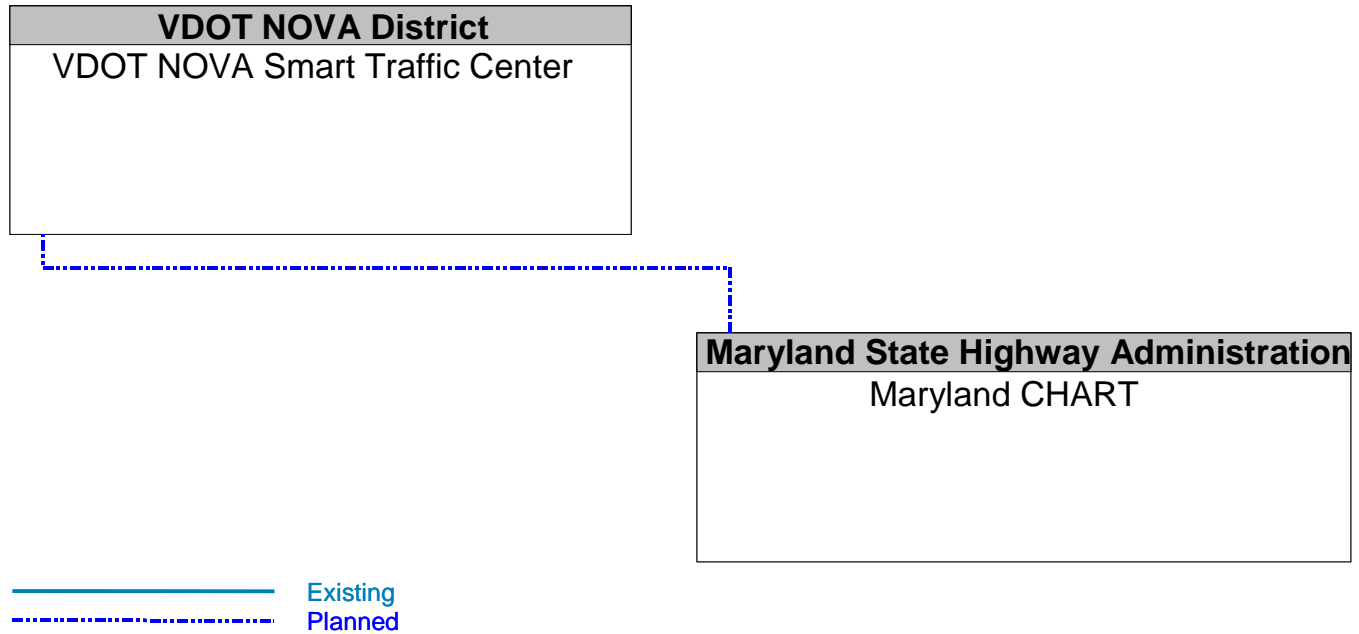 VDOT NOVA District
VDOT NOVA Smart Traffic Center
Maryland State Highway Administration
Maryland CHART
Existing
Planned